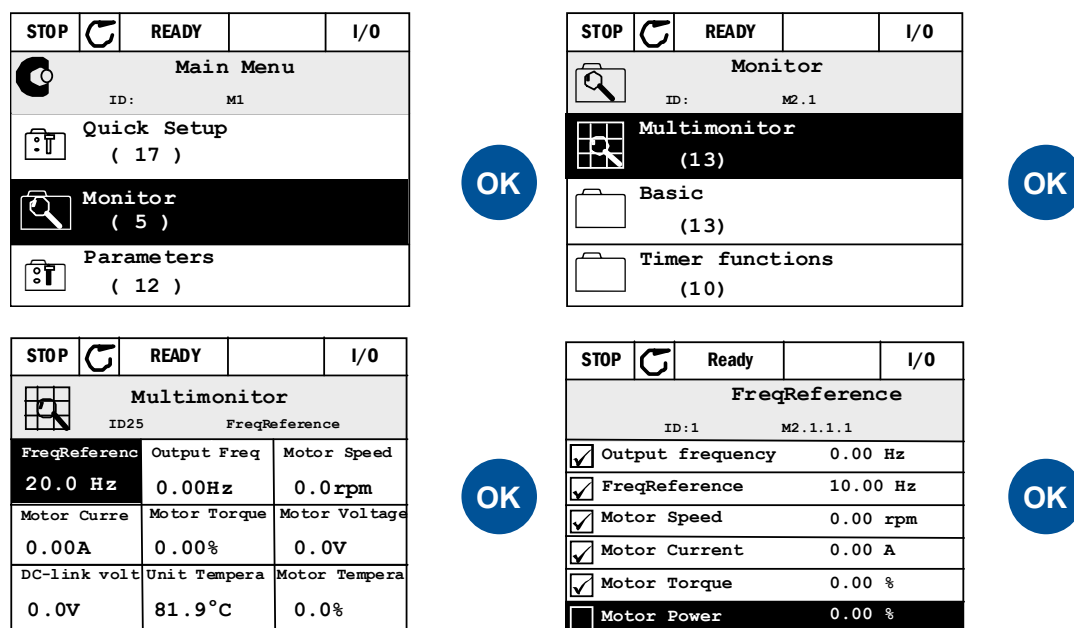 STOP READY I/O
Main Menu
ID: M1
Quick Setup
( 17 )
Monitor
( 5 )
Parameters
( 12 )
OK
STOP READY I/O
Monitor
ID: M2.1
Multimonitor
(13)
Basic
(13)
Timer functions
(10)
OK
STOP READY I/O
Multimonitor
ID25 FreqReference
FreqReferenc Output Freq Motor Speed
20.0 Hz 0.00Hz 0.0rpm
Motor Curre Motor Torque Motor Voltage
0.00A 0.00% 0.0V
DC-link volt Unit Tempera Motor Tempera
0.0V 81.9°C 0.0%
OK
STOP Ready I/O
FreqReference
ID:1 M2.1.1.1
Output frequency 0.00 Hz
FreqReference 10.00 Hz
Motor Speed 0.00 rpm
Motor Current 0.00 A
Motor Torque 0.00 %
Motor Power 0.00 %
OK